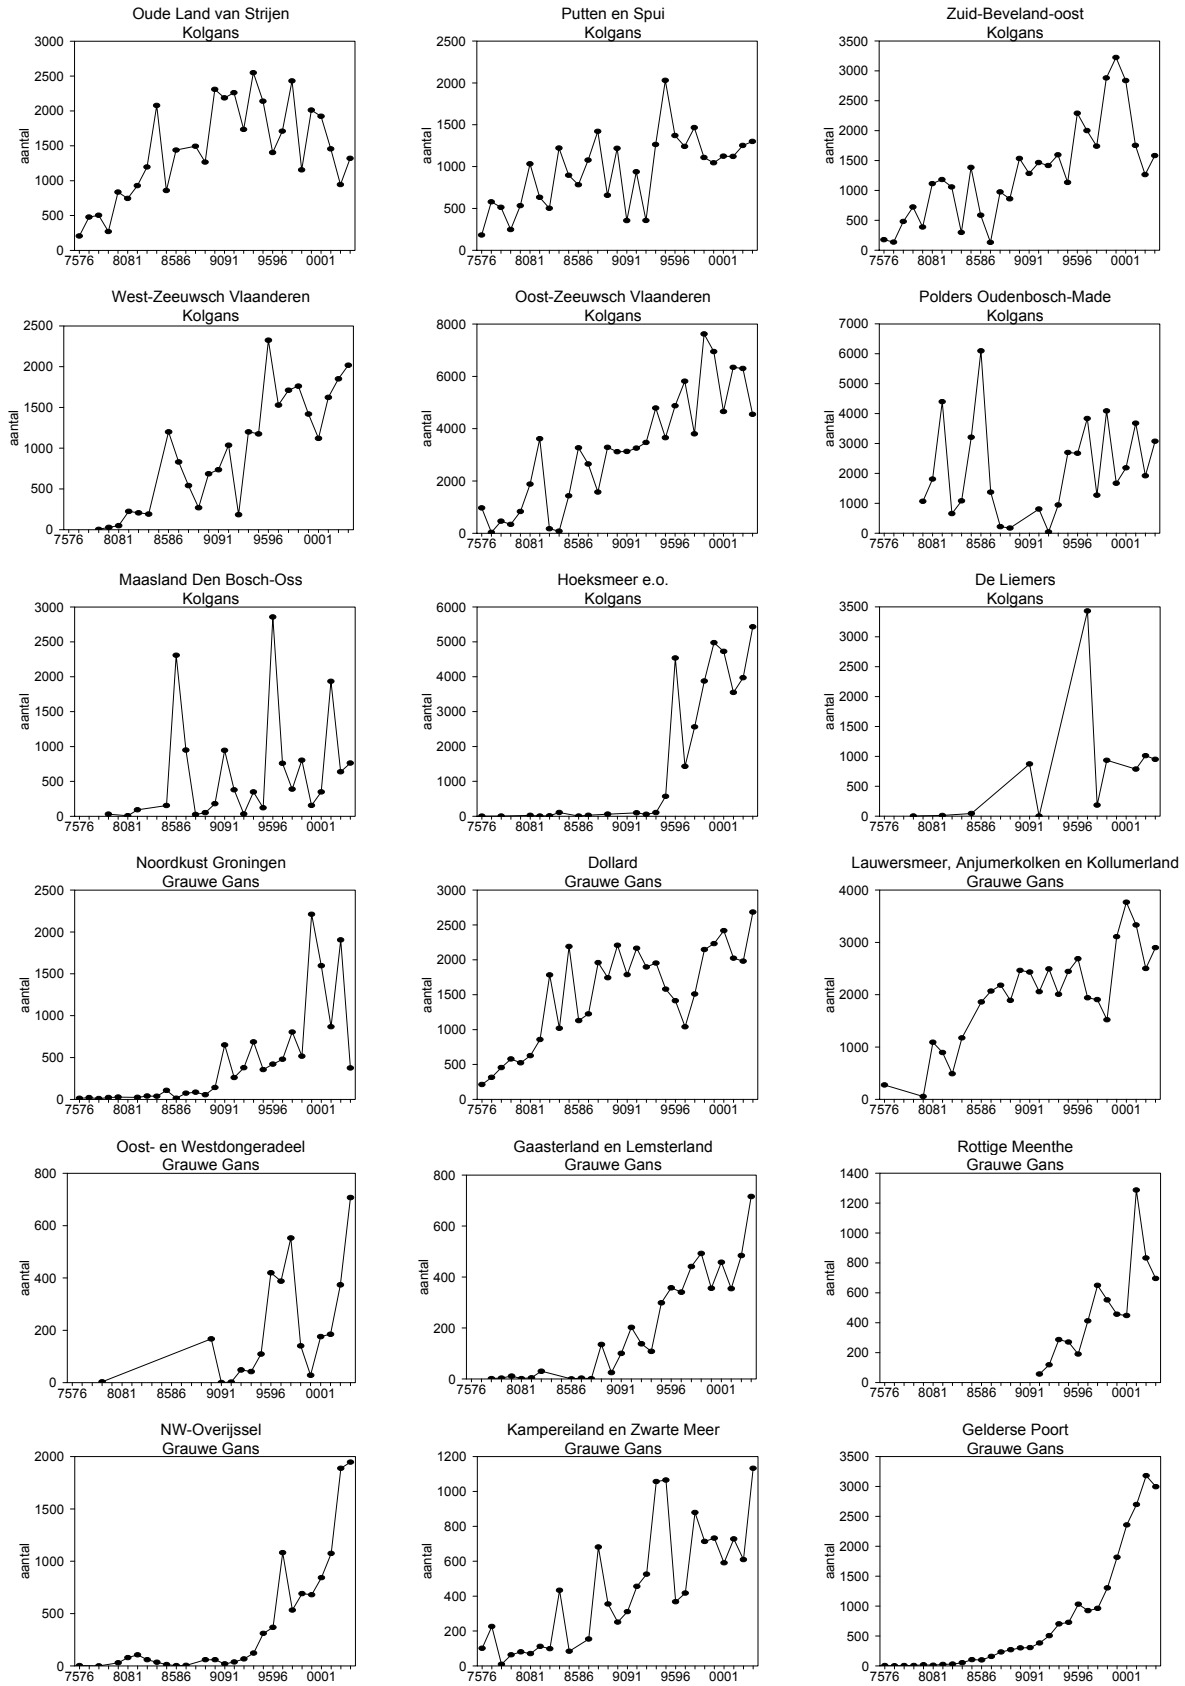 Oude Land van Strijen
Kolgans
3000
2500
2000
1500
1000
500
0
aantal
7576 8081 8586 9091 9596 0001
Putten en Spui
Kolgans
2500
2000
1500
1000
500
0
aantal
7576 8081 8586 9091 9596 0001
Zuid-Beveland-oost
Kolgans
3500
3000
2500
2000
1500
1000
500
0
aantal
7576 8081 8586 9091 9596 0001
West-Zeeuwsch Vlaanderen
Kolgans
2500
2000
1500
1000
500
0
aantal
7576 8081 8586 9091 9596 0001
Oost-Zeeuwsch Vlaanderen
Kolgans
8000
6000
4000
2000
0
aantal
7576 8081 8586 9091 9596 0001
Polders Oudenbosch-Made
Kolgans
7000
6000
5000
4000
3000
2000
1000
0
aantal
7576 8081 8586 9091 9596 0001
Maasland Den Bosch-Oss
Kolgans
3000
2500
2000
1500
1000
500
0
aantal
7576 8081 8586 9091 9596 0001
Hoeksmeer e.o.
Kolgans
6000
5000
4000
3000
2000
1000
0
aantal
7576 8081 8586 9091 9596 0001
De Liemers
Kolgans
3500
3000
2500
2000
1500
1000
500
0
aantal
7576 8081 8586 9091 9596 0001
Noordkust Groningen
Grauwe Gans
2500
2000
1500
1000
500
0
aantal
7576 8081 8586 9091 9596 0001
Dollard
Grauwe Gans
3000
2500
2000
1500
1000
500
0
aantal
7576 8081 8586 9091 9596 0001
Lauwersmeer, Anjumerkolken en Kollumerland
Grauwe Gans
4000
3000
2000
1000
0
aantal
7576 8081 8586 9091 9596 0001
Oost- en Westdongeradeel
Grauwe Gans
800
600
400
200
0
aantal
7576 8081 8586 9091 9596 0001
Gaasterland en Lemsterland
Grauwe Gans
800
600
400
200
0
aantal
7576 8081 8586 9091 9596 0001
Rottige Meenthe
Grauwe Gans
1400
1200
1000
800
600
400
200
0
aantal
7576 8081 8586 9091 9596 0001
NW-Overijssel
Grauwe Gans
2000
1500
1000
500
0
aantal
7576 8081 8586 9091 9596 0001
Kampereiland en Zwarte Meer
Grauwe Gans
1200
1000
800
600
400
200
0
aantal
7576 8081 8586 9091 9596 0001
Gelderse Poort
Grauwe Gans
3500
3000
2500
2000
1500
1000
500
0
aantal
7576 8081 8586 9091 9596 0001